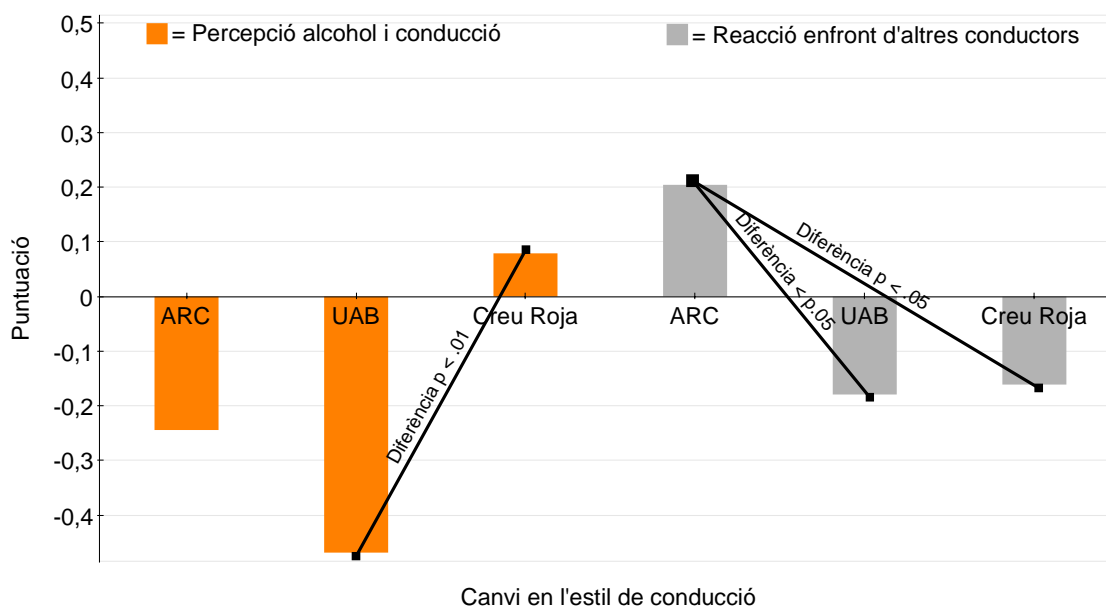 = Percepció alcohol i conducció
= Reacció enfront d'altres conductors
0,5
0,4
0,3
0,2
0,1
0
-0,1
-0,2
-0,3
-0,4
Puntuació
ARC
UAB
Creu Roja
ARC
UAB
Creu Roja
Diferència p < .01
Diferència < p.05
Diferència p < .05
Canvi en l'estil de conducció